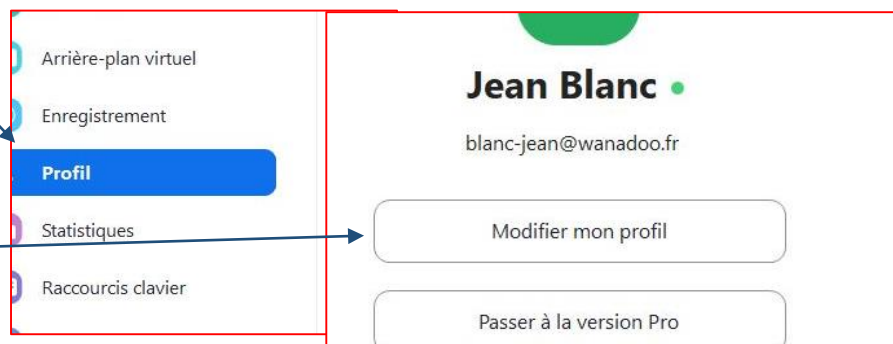 Arrière-plan virtuel
Enregistrement
Profil
Statistiques
Raccourcis clavier
Jean Blanc
blanc-jean@wanadoo.fr
Modifier mon profil
Passer à la version Pro